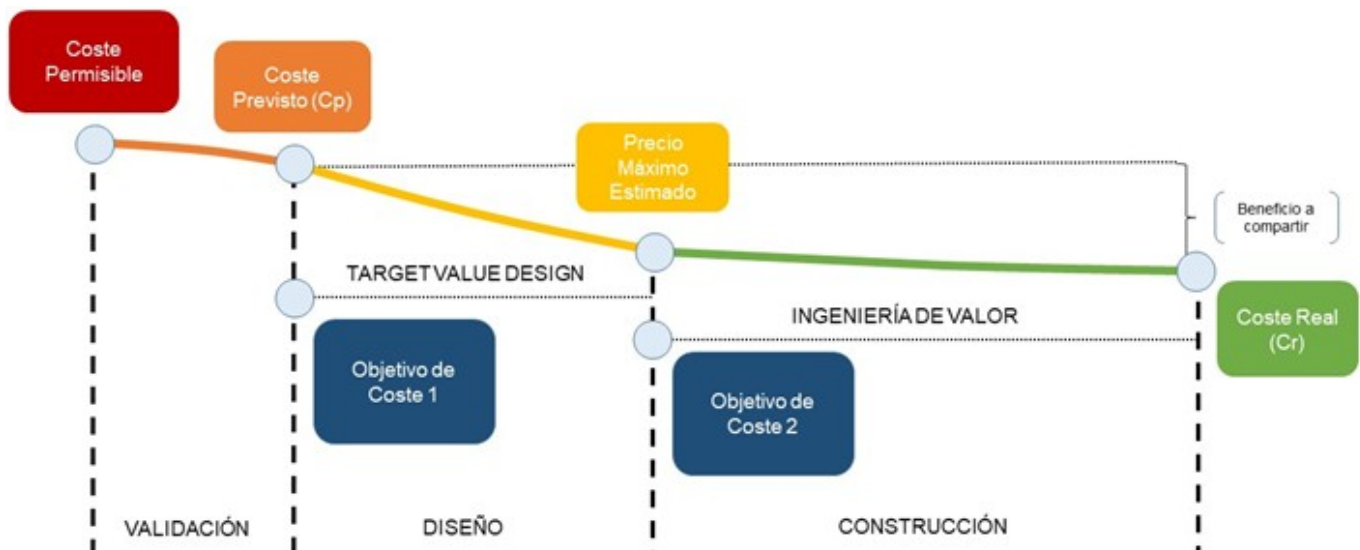 Coste
Permisible
Coste
Previsto (Cp)
Precio
Máximo
Estimado
Beneficio a
compartir
TARGET VALUE DESIGN
INGENIERÍA DE VALOR
Coste Real
(Cr)
Objetivo de
Coste 1
Objetivo de
Coste 2
VALIDACIÓN
DISEÑO
CONSTRUCCIÓN